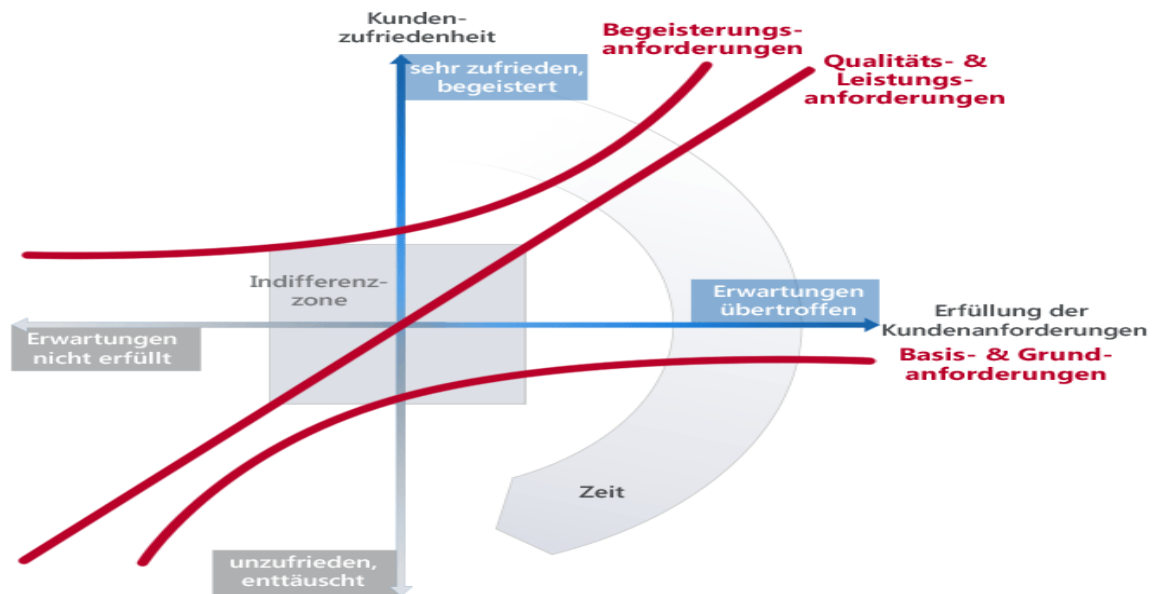 Kunden-
zufriedenheit
Begeisterungs-
anforderungen
Qualitäts- &
Leistungs-
anforderungen
sehr zufrieden,
begeistert
Indifferenz-
zone
Erwartungen
übertroffen
Erfüllung der
Kundenanforderungen
Erwartungen
nicht erfüllt
Basis- & Grund-
anforderungen
Zeit
unzufrieden,
enttäuscht